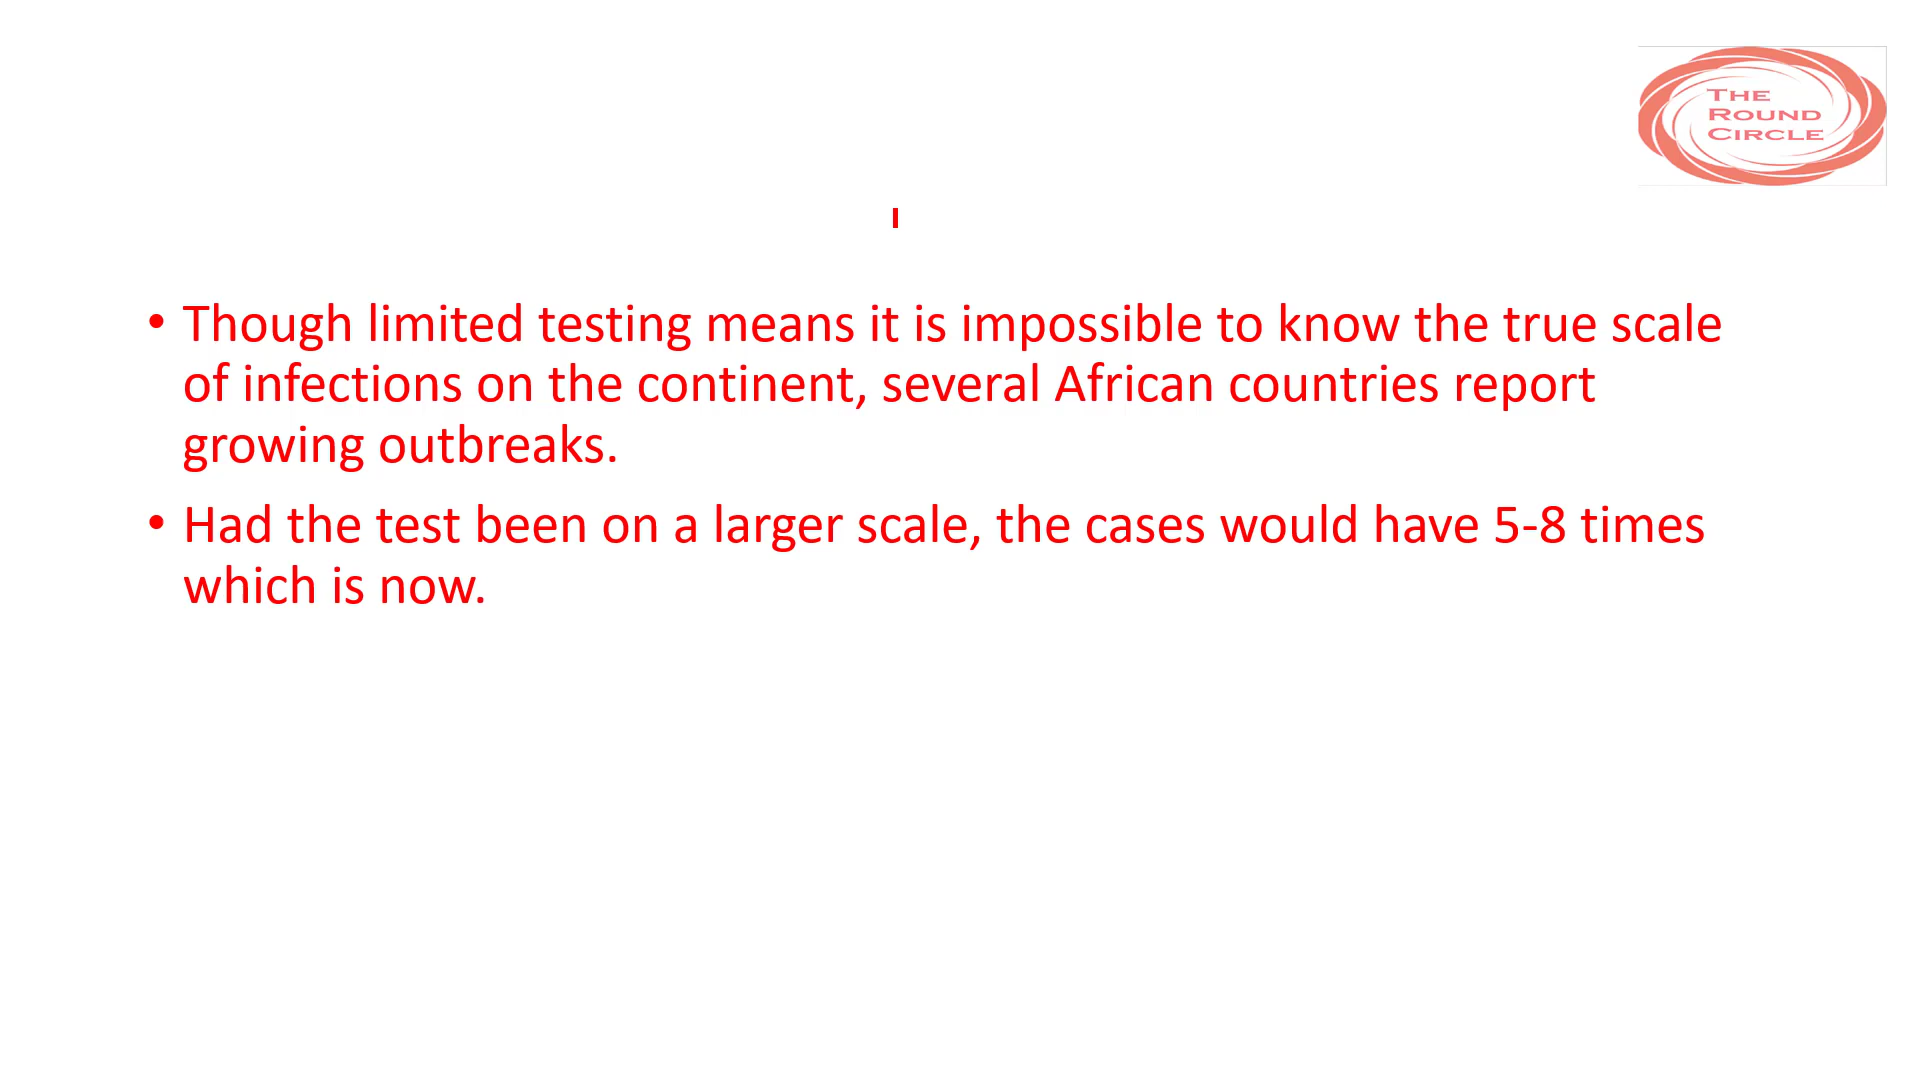 THE
ROUND
CIRCLE
• Though limited testing means it is impossible to know the true scale
of infections on the continent, several African countries report
growing outbreaks.
• Had the test been on a larger scale, the cases would have 5-8 times
which is now.